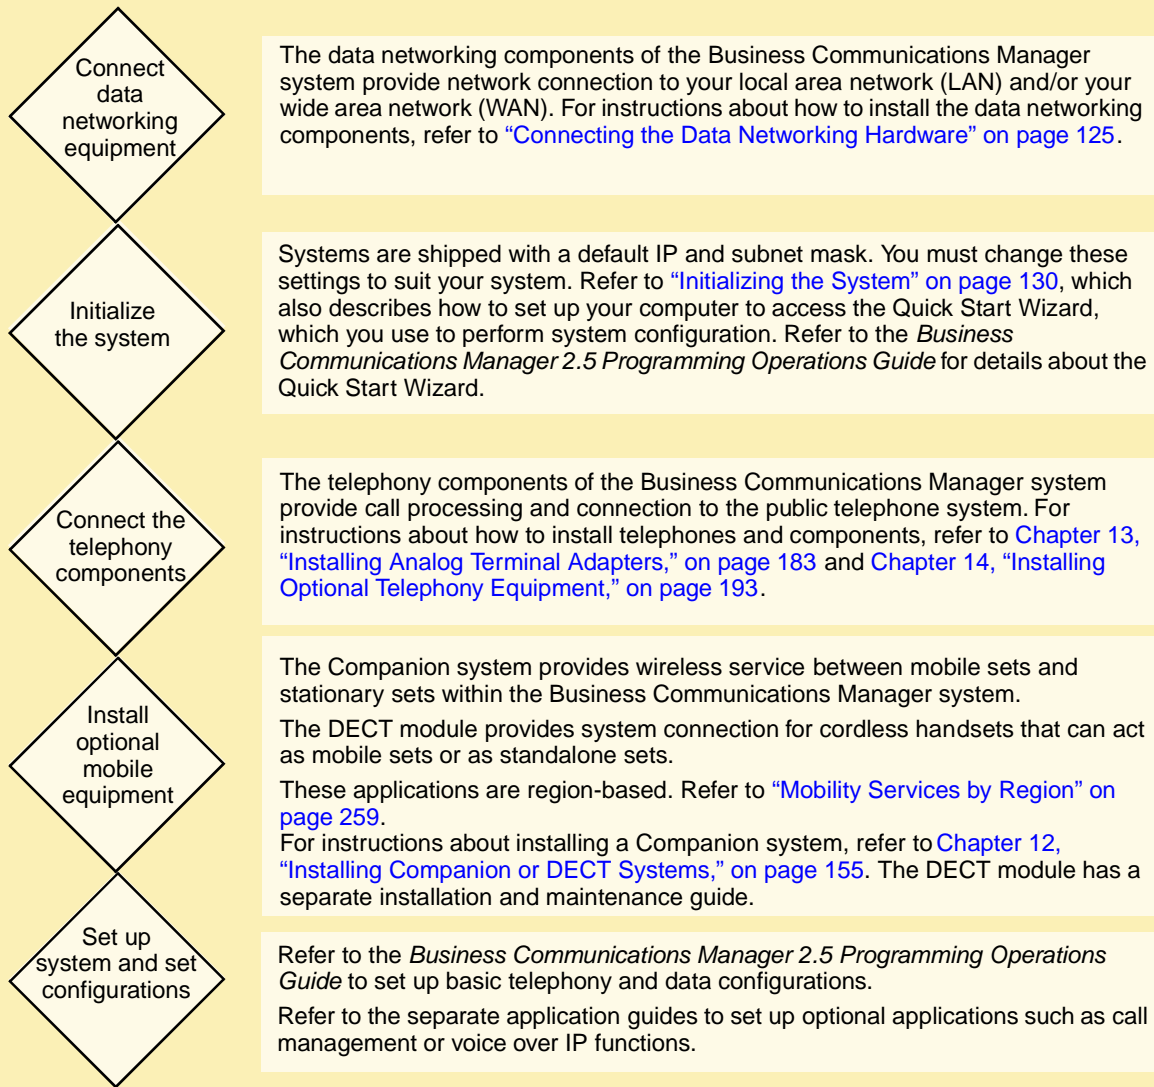 Connect
data
networking
equipment
The data networking components of the Business Communications Manager
system provide network connection to your local area network (LAN) and/or your
wide area network (WAN). For instructions about how to install the data networking
components, refer to “Connecting the Data Networking Hardware” on page 125.
Initialize
the system
Systems are shipped with a default IP and subnet mask. You must change these
settings to suit your system. Refer to “Initializing the System” on page 130, which
also describes how to set up your computer to access the Quick Start Wizard,
which you use to perform system configuration. Refer to the Business
Communications Manager 2.5 Programming Operations Guide for details about the
Quick Start Wizard.
Connect the
telephony
components
The telephony components of the Business Communications Manager system
provide call processing and connection to the public telephone system. For
instructions about how to install telephones and components, refer to Chapter 13,
“Installing Analog Terminal Adapters,” on page 183 and Chapter 14, “Installing
Optional Telephony Equipment,” on page 193.
Install
optional
mobile
equipment
The Companion system provides wireless service between mobile sets and
stationary sets within the Business Communications Manager system.
The DECT module provides system connection for cordless handsets that can act
as mobile sets or as standalone sets.
These applications are region-based. Refer to “Mobility Services by Region” on
page 259.
For instructions about installing a Companion system, refer to Chapter 12,
“Installing Companion or DECT Systems,” on page 155. The DECT module has a
separate installation and maintenance guide.
Set up
system and set
configurations
Refer to the Business Communications Manager 2.5 Programming Operations
Guide to set up basic telephony and data configurations.
Refer to the separate application guides to set up optional applications such as call
management or voice over IP functions.